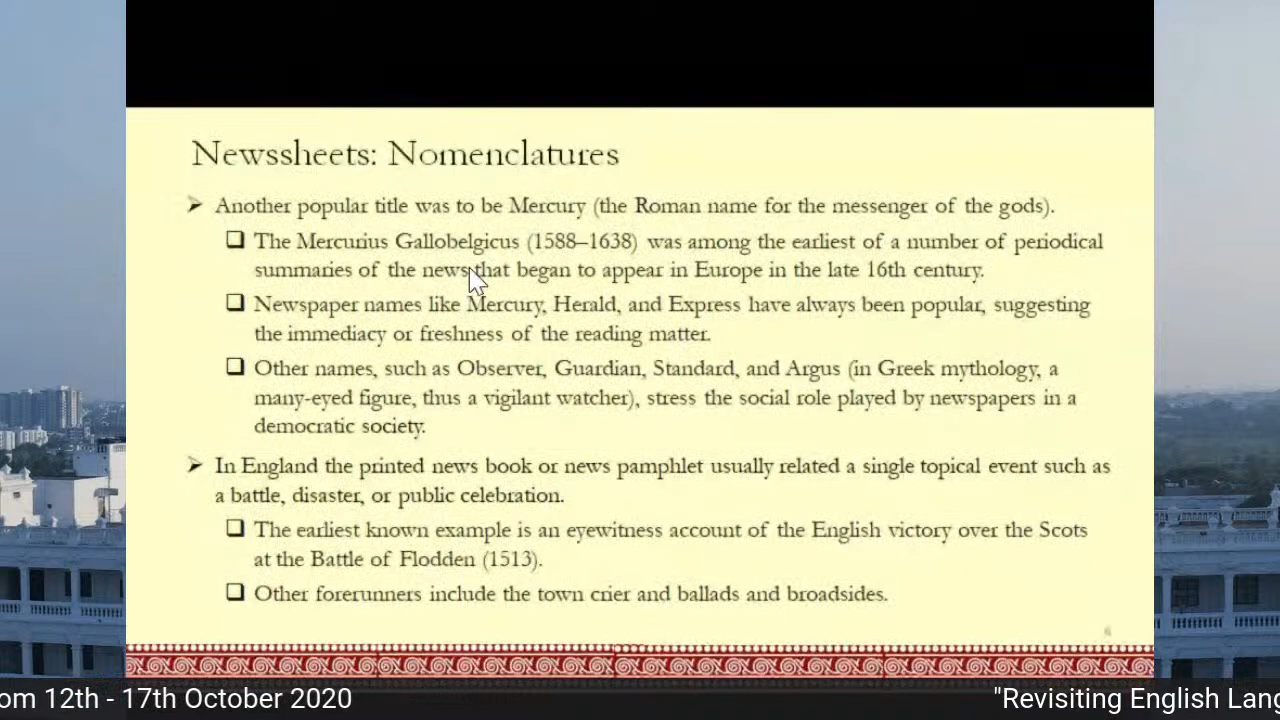 Newssheets: Nomenclatures
Another popular title was to be Mercury (the Roman name for the messenger of the gods).
The Mercurius Gallobelgicus (1588–1638) was among the earliest of a number of periodical
summaries of the news that began to appear in Europe in the late 16th century.
Newspaper names like Mercury, Herald, and Express have always been popular, suggesting
the immediacy or freshness of the reading matter.
Other names, such as Observer, Guardian, Standard, and Argus (in Greek mythology, a
many-eyed figure, thus a vigilant watcher), stress the social role played by newspapers in a
democratic society.
In England the printed news book or news pamphlet usually related a single topical event such as
a battle, disaster, or public celebration.
The earliest known example is an eyewitness account of the English victory over the Scots
at the Battle of Flodden (1513).
Other forerunners include the town crier and ballads and broadsides.
om 12th - 17th October 2020
"Revisiting English Lang